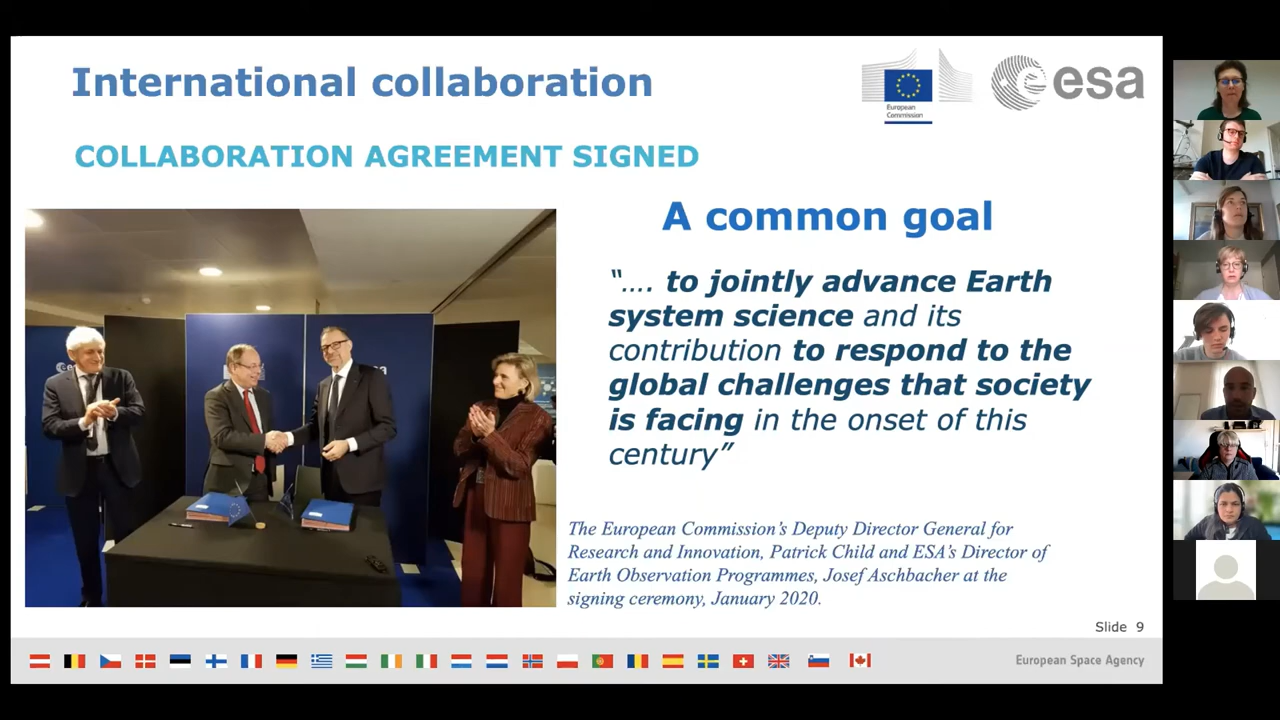 International collaboration
European
Commission
esa
COLLABORATION AGREEMENT SIGNED
A common goal
“.... to jointly advance Earth
system science and its
contribution to respond to the
global challenges that society
is facing in the onset of this
century”
The European Commission’s Deputy Director General for
Research and Innovation, Patrick Child and ESA’s Director of
Earth Observation Programmes, Josef Aschbacher at the
signing ceremony, January 2020.
Slide 9
European Space Agency